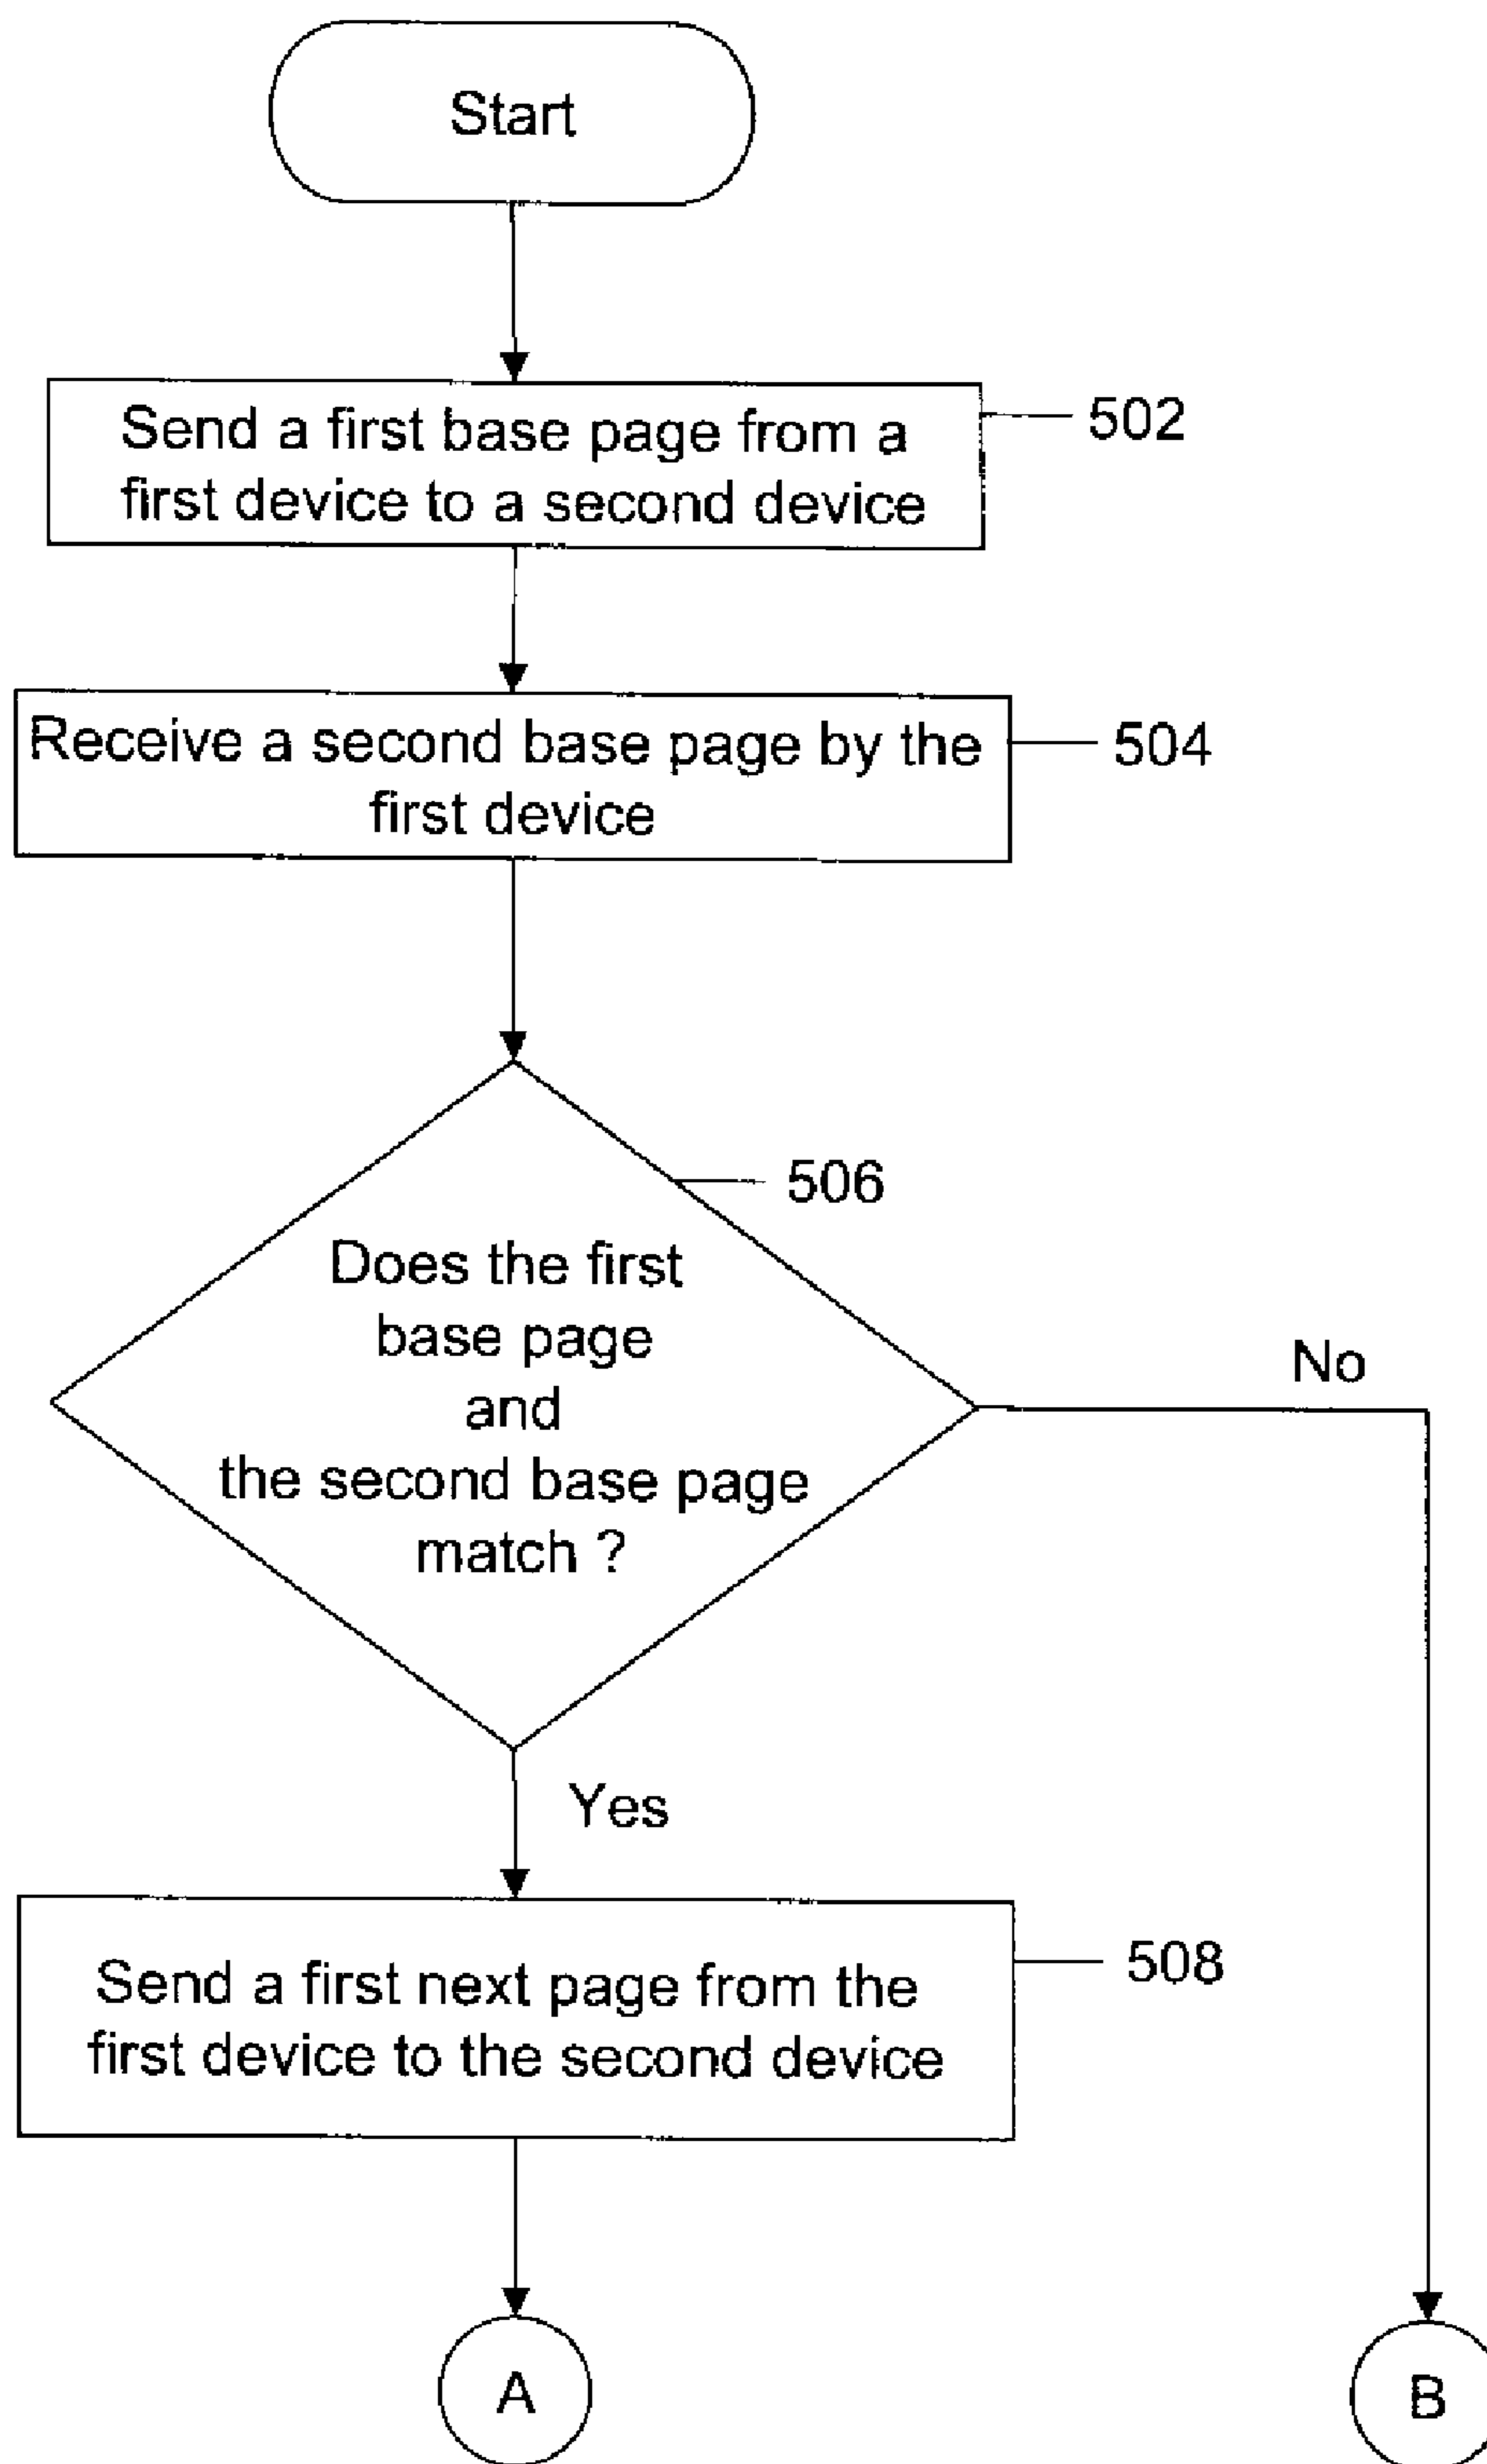 Start
Send a first base page from a
first device to a second device
502
Receive a second base page by the
first device
504
506
Does the first
base page
and
the second base page
match ?
No
Yes
Send a first next page from the
first device to the second device
508
A
B